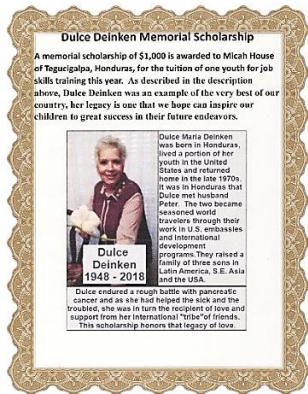 Dulce Deinken Memorial Scholarship
A memorial scholarship of $1,000 is awarded to Micah House
of Tegucigalpa, Honduras, for the tuition of one youth for job
skills training this year. As described in the description
above, Dulce Deinken was an example of the very best of our
country, her legacy is one that we hope can inspire our
children to great success in their future endeavors.
Dulce Maria Deinken
was born in Honduras,
lived a portion of her
youth in the United
States and returned
home in the late 1970s.
It was in Honduras that
Dulce met husband
Peter. The two became
seasoned world
travelers through their
work in U.S. embassies
and International
development
programs.They raised a
family of three sons in
Latin America, S.E. Asia
and the USA.
Dulce
Deinken
1948 - 2018
Dulce endured a rough battle with pancreatic
cancer and as she had helped the sick and the
troubled, she was in turn the recipient of love and
support from her international "tribe"of friends.
This scholarship honors that legacy of love.